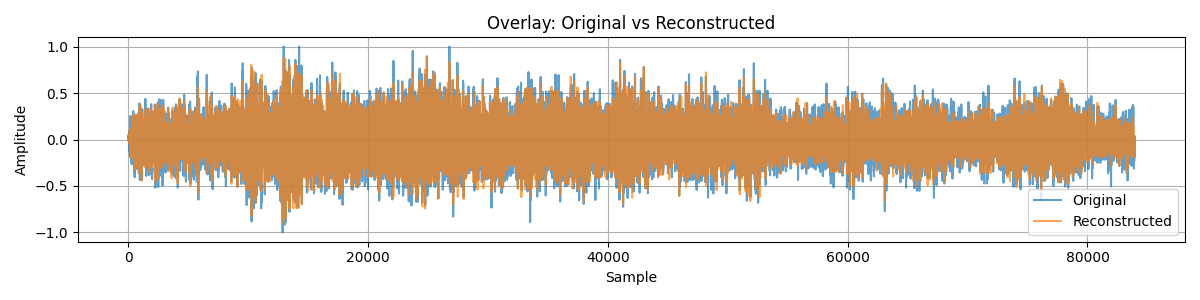 Overlay: Original vs Reconstructed
1.0
0.5
0.0
−0.5
−1.0
Amplitude
Original
Reconstructed
0
20000
40000
60000
80000
Sample